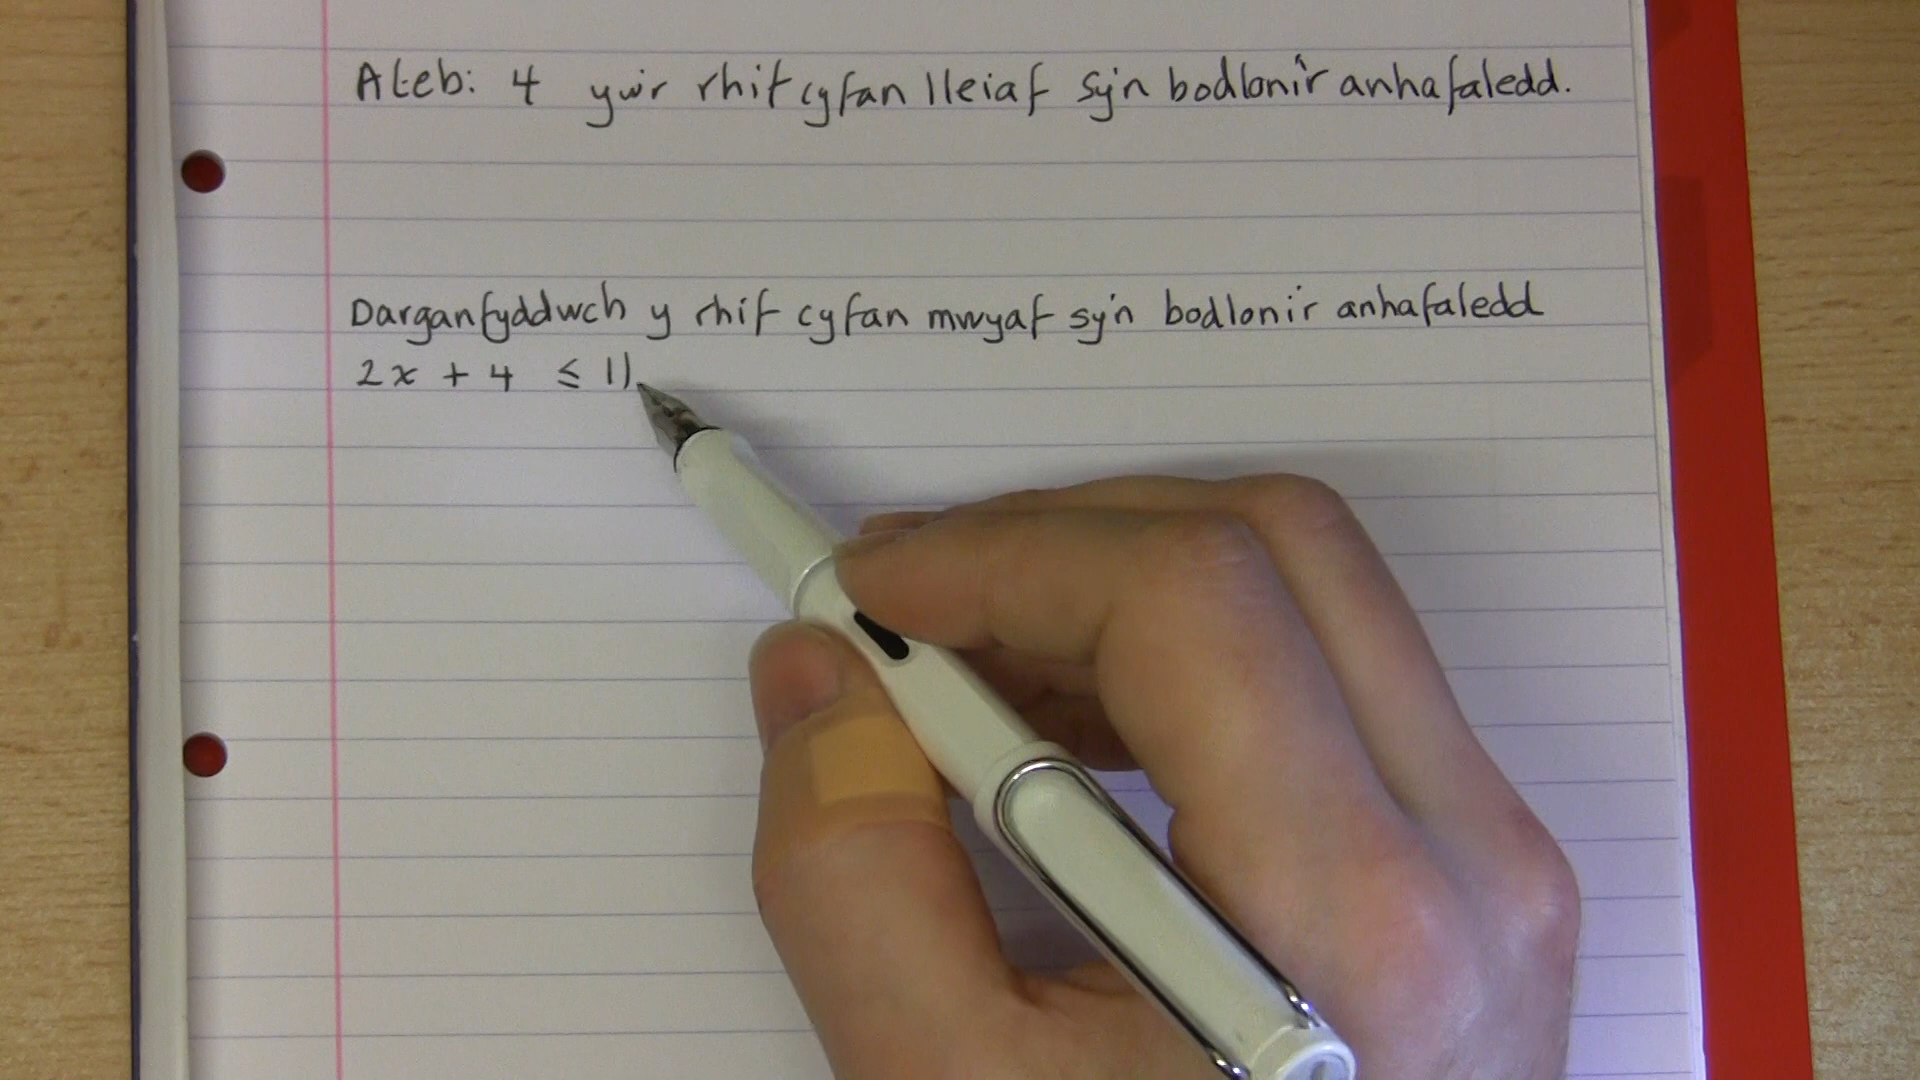 Ateb: 4 yw'r rhif cyfan lleiaf sy'n bodloni'r anhafaledd.
Darganfyddwch y rhif cyfan mwyaf sy'n bodloni'r anhafaledd
2x + 4 ≤ 11